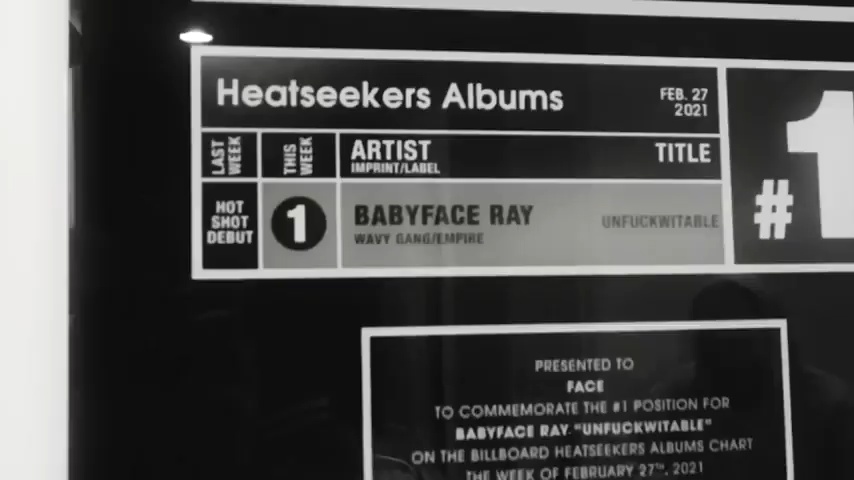 Heatseekers Albums
FEB. 27
2021
LAST WEEK
THIS WEEK
ARTIST
IMPRINT/LABEL
TITLE
HOT
SHOT
DEBUT
1
BABYFACE RAY
WAVY GANG/EMPIRE
UNFUCKWITABLE
#1
PRESENTED TO
FACE
TO COMMEMORATE THE #1 POSITION FOR
BABYFACE RAY "UNFUCKWITABLE"
ON THE BILLBOARD HEATSEEKERS ALBUMS CHART
THE WEEK OF FEBRUARY 27TH, 2021